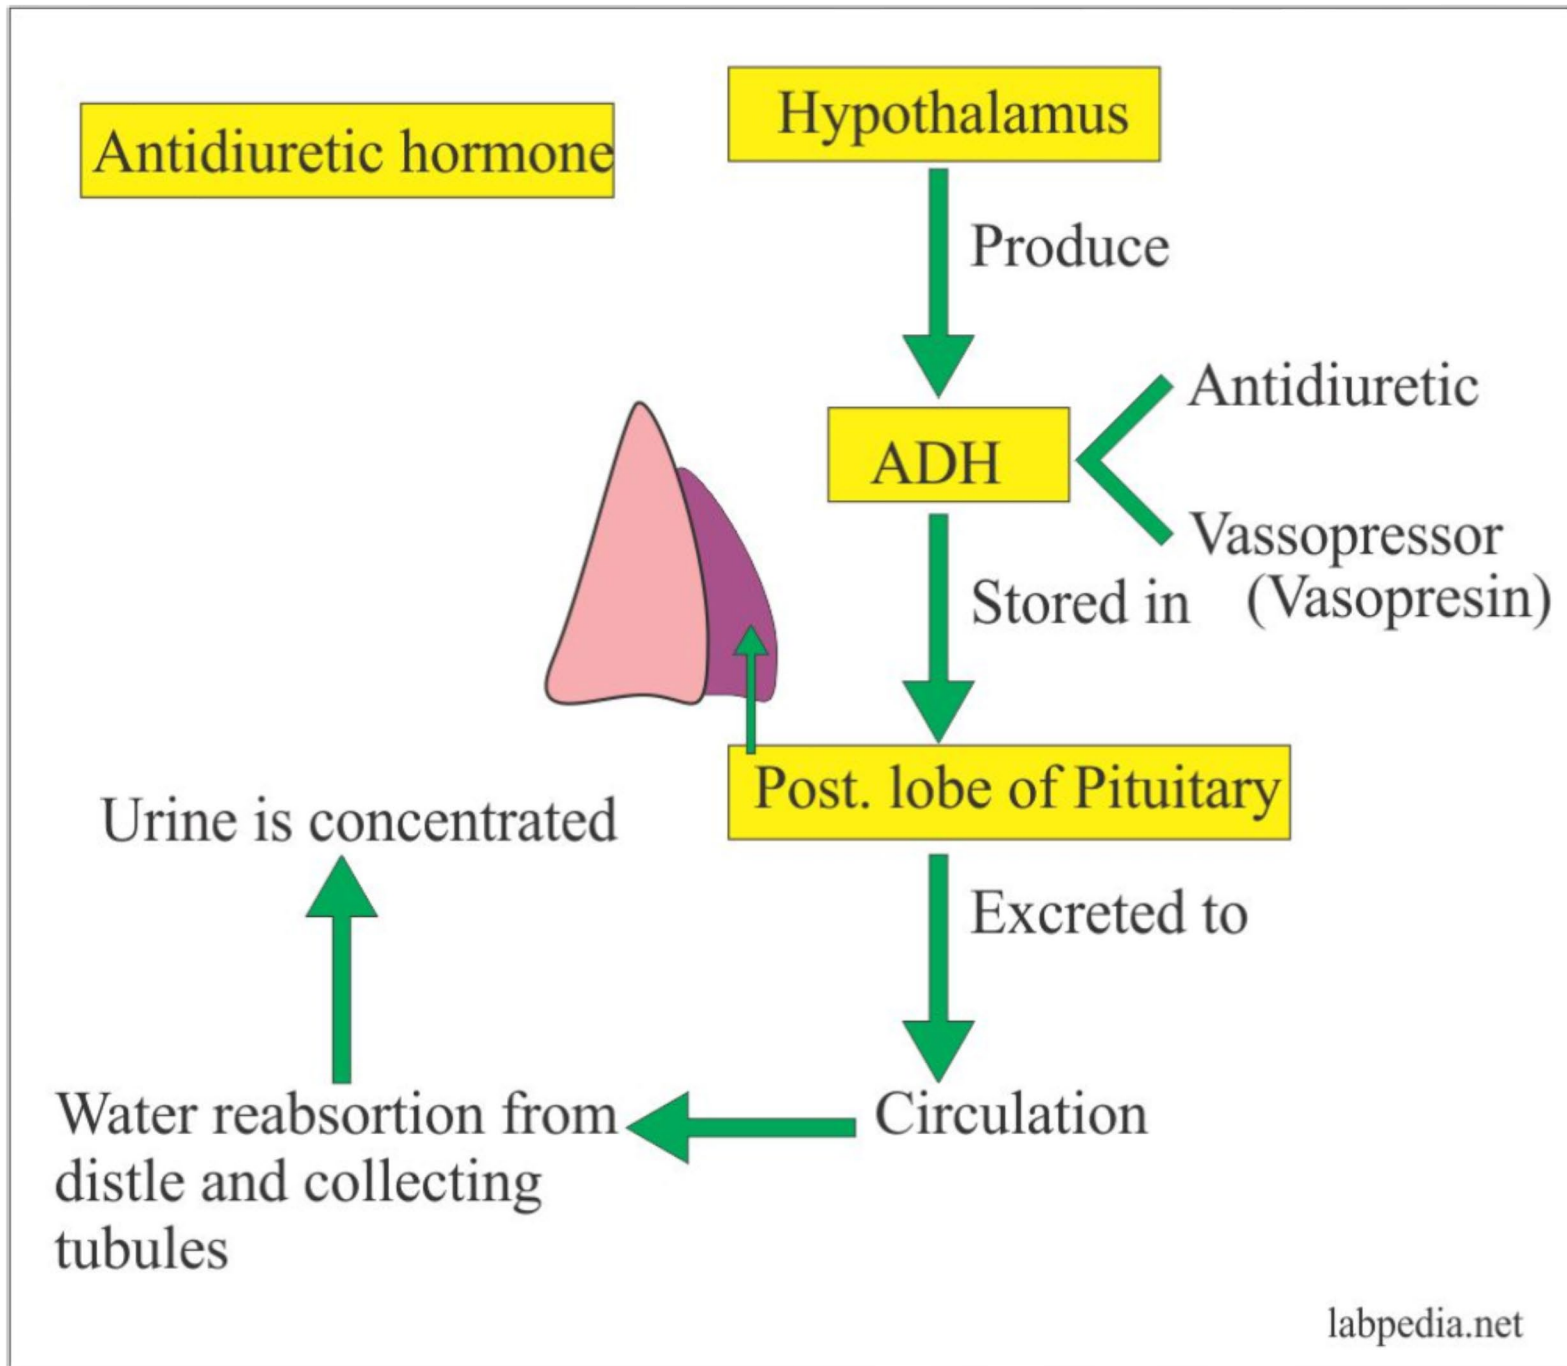 Antidiuretic hormone
Hypothalamus
Produce
ADH
Antidiuretic
Vassopressor
(Vasopresin)
Stored in
Post. lobe of Pituitary
Excreted to
Circulation
Water reabsortion from
distle and collecting
tubules
Urine is concentrated
labpedia.net